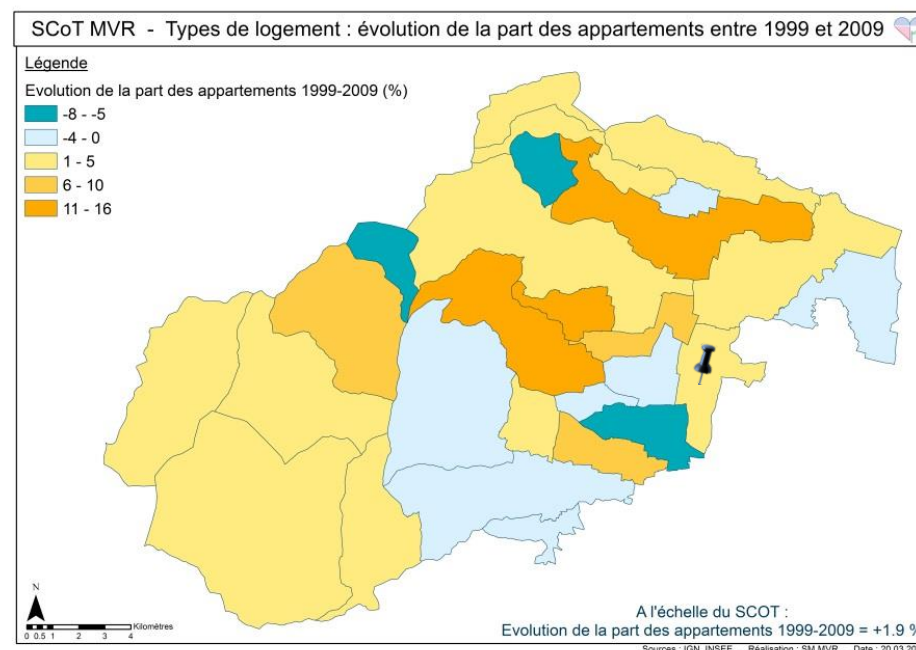 SCoT MVR - Types de logement : évolution de la part des appartements entre 1999 et 2009
Légende
Evolution de la part des appartements 1999-2009 (%)
-8 - -5
-4 - 0
1 - 5
6 - 10
11 - 16
N
Kilomètres
0 0.5 1 2 3 4
A l'échelle du SCOT :
Evolution de la part des appartements 1999-2009 = +1.9 %
Sources : IGN, INSEE Réalisation : SM MVR Date : 20.03.20